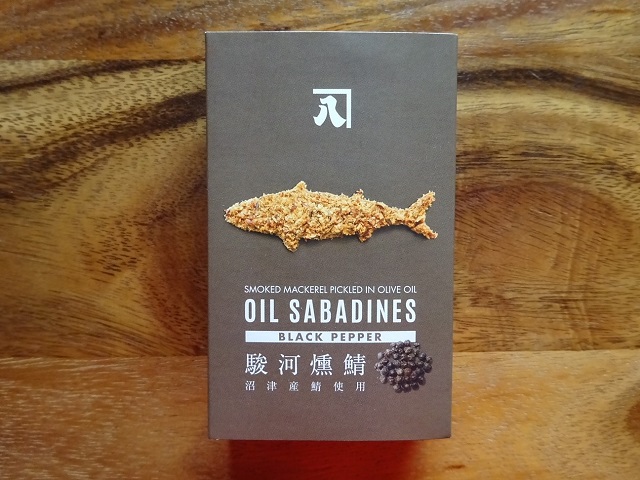 八
SMOKED MACKEREL PICKLED IN OLIVE OIL
OIL SABADINES
BLACK PEPPER
駿河燻鯖
沼津産鯖使用